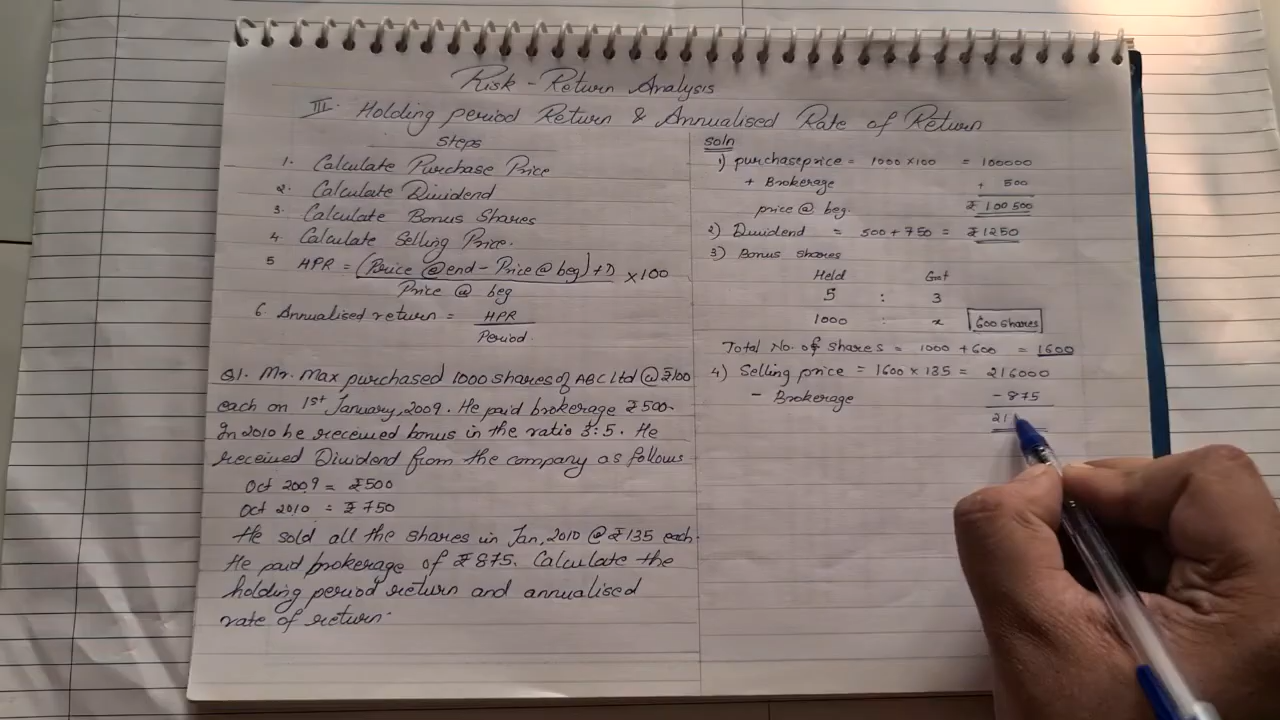 Risk - Return Analysis
III. Holding period Return & Annualised Rate of Return
Steps
1. Calculate Purchase Price
2. Calculate Dividend
3. Calculate Bonus Shares
4. Calculate Selling Price.
5 HPR = (Price @ end - Price @ beg) + D × 100
Price @ beg
6. Annualised return = HPR
Period.
Q1. Mr. Max purchased 1000 shares of ABC Ltd @ ₹100
each on 1st January, 2009. He paid brokerage ₹500.
In 2010 he received bonus in the ratio 3:5. He
received Dividend from the company as follows
Oct 2009 = ₹500
Oct 2010 = ₹750
He sold all the shares in Jan, 2010 @ ₹135 each.
He paid brokerage of ₹875. Calculate the
holding period return and annualised
rate of return.
Soln
1) purchase price = 1000 × 100 = 100000
+ Brokerage + 500
price @ beg. ₹ 100500
2) Dividend = 500 + 750 = ₹1250
3) Bonus shares
Held Get
5 : 3
1000 : x 600 shares
Total No. of shares = 1000 + 600 = 1600
4) Selling price = 1600 × 135 = 216000
- Brokerage - 875
21